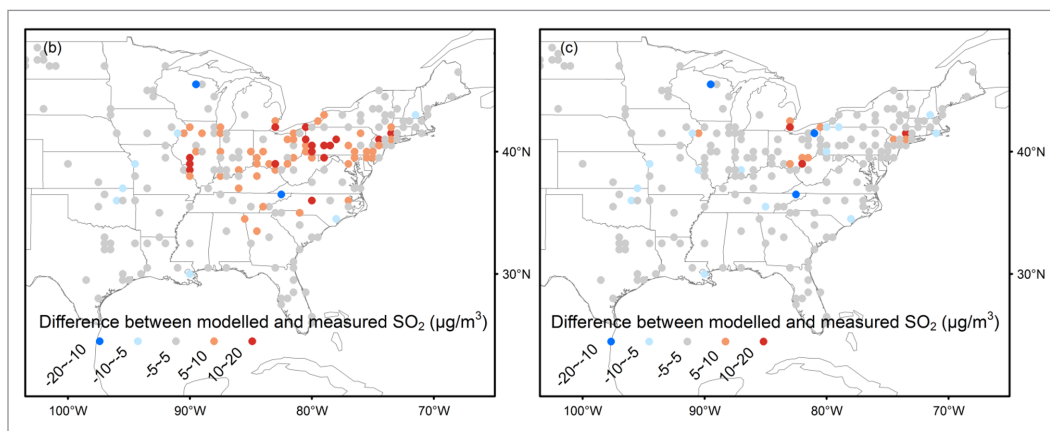 (b)
40°N
30°N
Difference between modelled and measured SO₂ (µg/m³)
-20~-10
-10~-5
-5~5
5~10
10~20
100°W
90°W
80°W
70°W
(c)
40°N
30°N
Difference between modelled and measured SO₂ (µg/m³)
-20~-10
-10~-5
-5~5
5~10
10~20
100°W
90°W
80°W
70°W